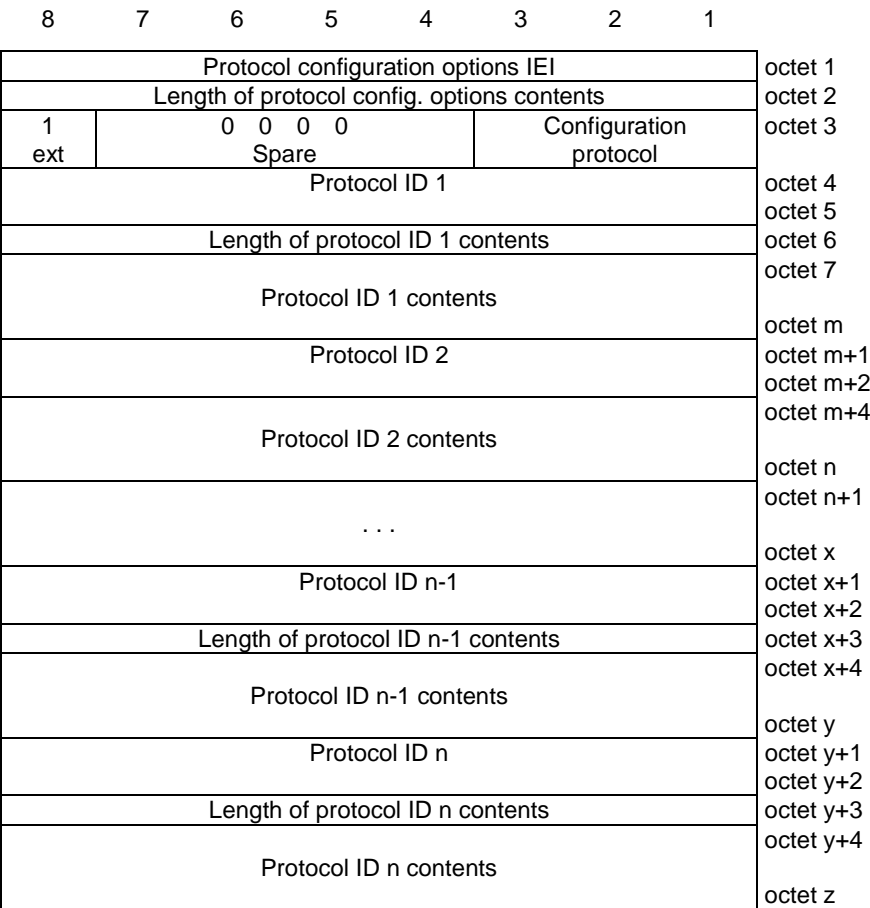 8 7 6 5 4 3 2 1
Protocol configuration options IEI octet 1
Length of protocol config. options contents octet 2
1 0 0 0 0 Configuration octet 3
ext Spare protocol
Protocol ID 1 octet 4
octet 5
Length of protocol ID 1 contents octet 6
octet 7
Protocol ID 1 contents
octet m
Protocol ID 2 octet m+1
octet m+2
octet m+4
Protocol ID 2 contents
octet n
octet n+1
. . .
octet x
Protocol ID n-1 octet x+1
octet x+2
Length of protocol ID n-1 contents octet x+3
octet x+4
Protocol ID n-1 contents
octet y
Protocol ID n octet y+1
octet y+2
Length of protocol ID n contents octet y+3
octet y+4
Protocol ID n contents
octet z